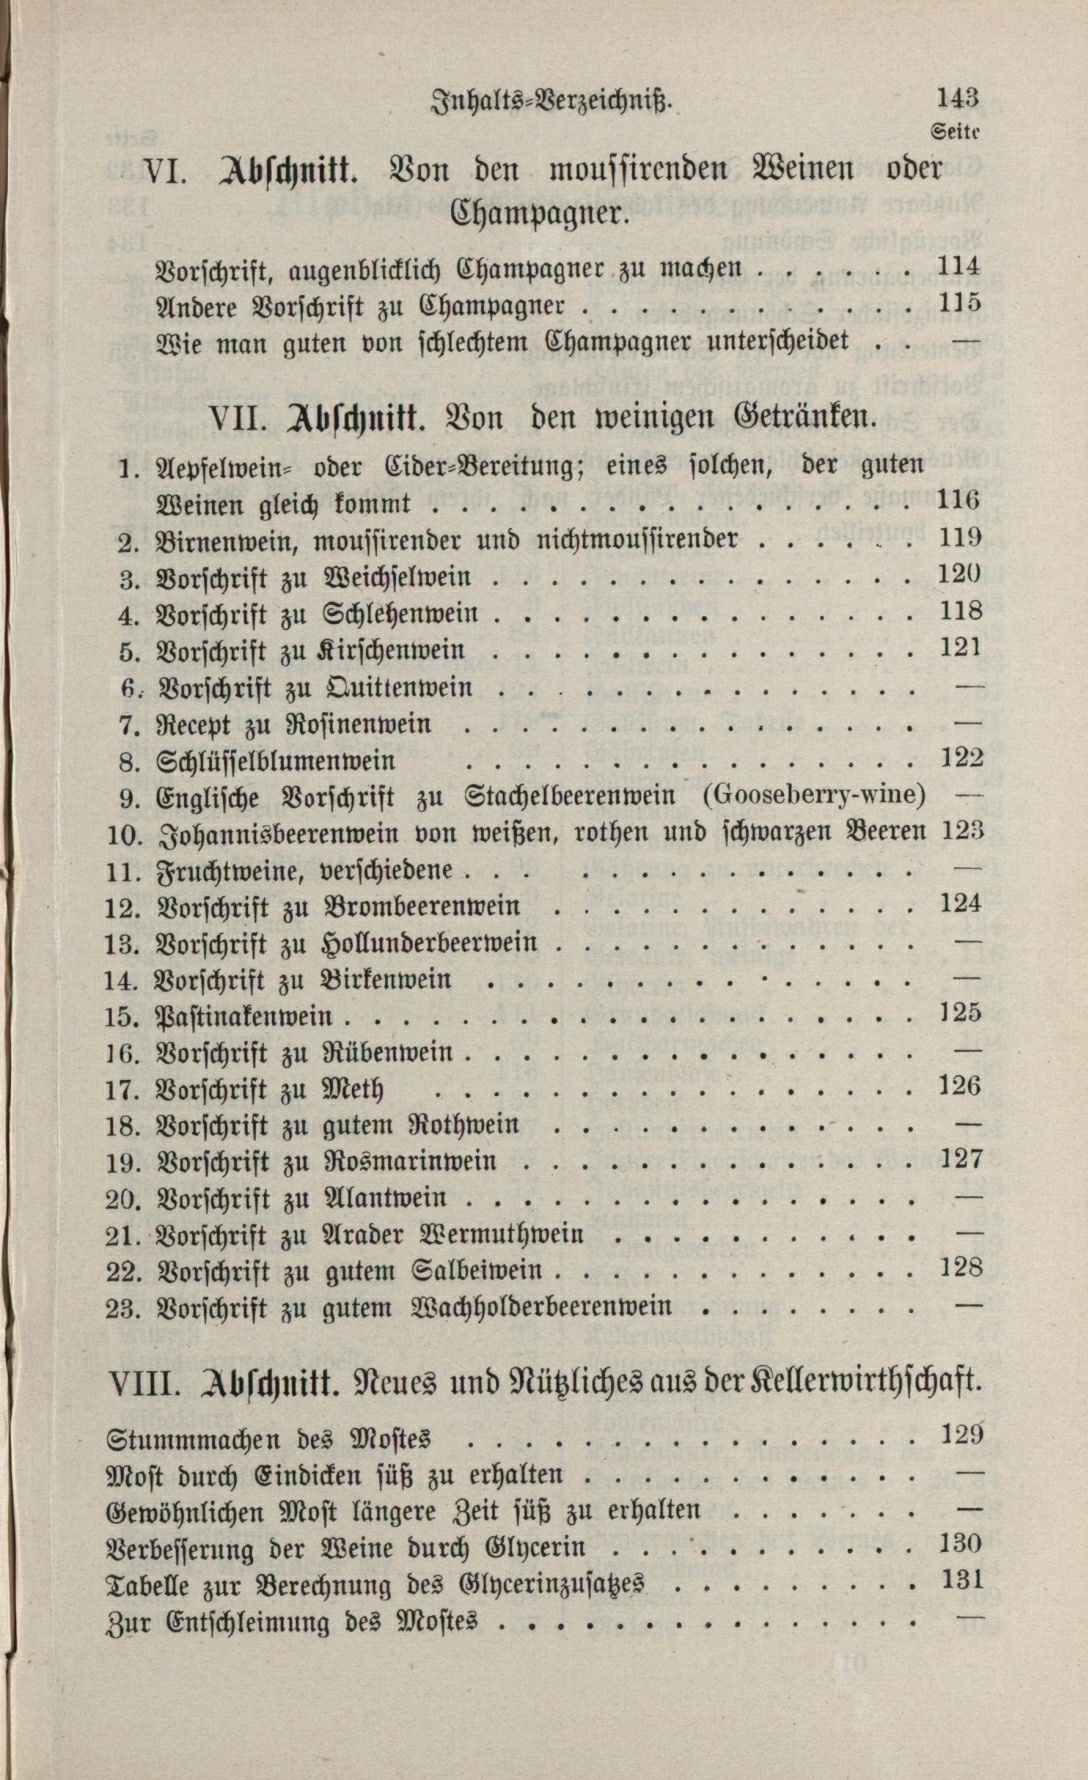 Inhalts-Verzeichniß. 143
Seite
VI. Abschnitt. Von den moussirenden Weinen oder
Champagner.
Vorschrift, augenblicklich Champagner zu machen . . . . . . 114
Andere Vorschrift zu Champagner . . . . . . . . . . . . 115
Wie man guten von schlechtem Champagner unterscheidet . . —
VII. Abschnitt. Von den weinigen Getränken.
1. Aepfelwein- oder Cider-Bereitung; eines solchen, der guten
Weinen gleich kommt . . . . . . . . . . . . . . . . . 116
2. Birnenwein, moussirender und nichtmoussirender . . . . . . 119
3. Vorschrift zu Weichselwein . . . . . . . . . . . . . . . 120
4. Vorschrift zu Schlehenwein . . . . . . . . . . . . . . . 118
5. Vorschrift zu Kirschenwein . . . . . . . . . . . . . . . 121
6. Vorschrift zu Quittenwein . . . . . . . . . . . . . . . —
7. Recept zu Rosinenwein . . . . . . . . . . . . . . . . —
8. Schlüsselblumenwein . . . . . . . . . . . . . . . . 122
9. Englische Vorschrift zu Stachelbeerenwein (Gooseberry-wine) —
10. Johannisbeerenwein von weißen, rothen und schwarzen Beeren 123
11. Fruchtweine, verschiedene . . . . . . . . . . . . . . . —
12. Vorschrift zu Brombeerenwein . . . . . . . . . . . . . 124
13. Vorschrift zu Hollunderbeerwein . . . . . . . . . . . . . —
14. Vorschrift zu Birkenwein . . . . . . . . . . . . . . . —
15. Pastinakenwein . . . . . . . . . . . . . . . . . . . . 125
16. Vorschrift zu Rübenwein . . . . . . . . . . . . . . . . —
17. Vorschrift zu Meth . . . . . . . . . . . . . . . . . 126
18. Vorschrift zu gutem Rothwein . . . . . . . . . . . . . —
19. Vorschrift zu Rosmarinwein . . . . . . . . . . . . . . 127
20. Vorschrift zu Alantwein . . . . . . . . . . . . . . . . —
21. Vorschrift zu Arader Wermuthwein . . . . . . . . . . . —
22. Vorschrift zu gutem Salbeiwein . . . . . . . . . . . . . 128
23. Vorschrift zu gutem Wachholderbeerenwein . . . . . . . . —
VIII. Abschnitt. Neues und Nützliches aus der Kellerwirthschaft.
Stummmachen des Mostes . . . . . . . . . . . . . . . . 129
Most durch Eindicken süß zu erhalten . . . . . . . . . . . . —
Gewöhnlichen Most längere Zeit süß zu erhalten . . . . . . . —
Verbesserung der Weine durch Glycerin . . . . . . . . . . . 130
Tabelle zur Berechnung des Glycerinzusatzes . . . . . . . . . 131
Zur Entschleimung des Mostes . . . . . . . . . . . . . . . —